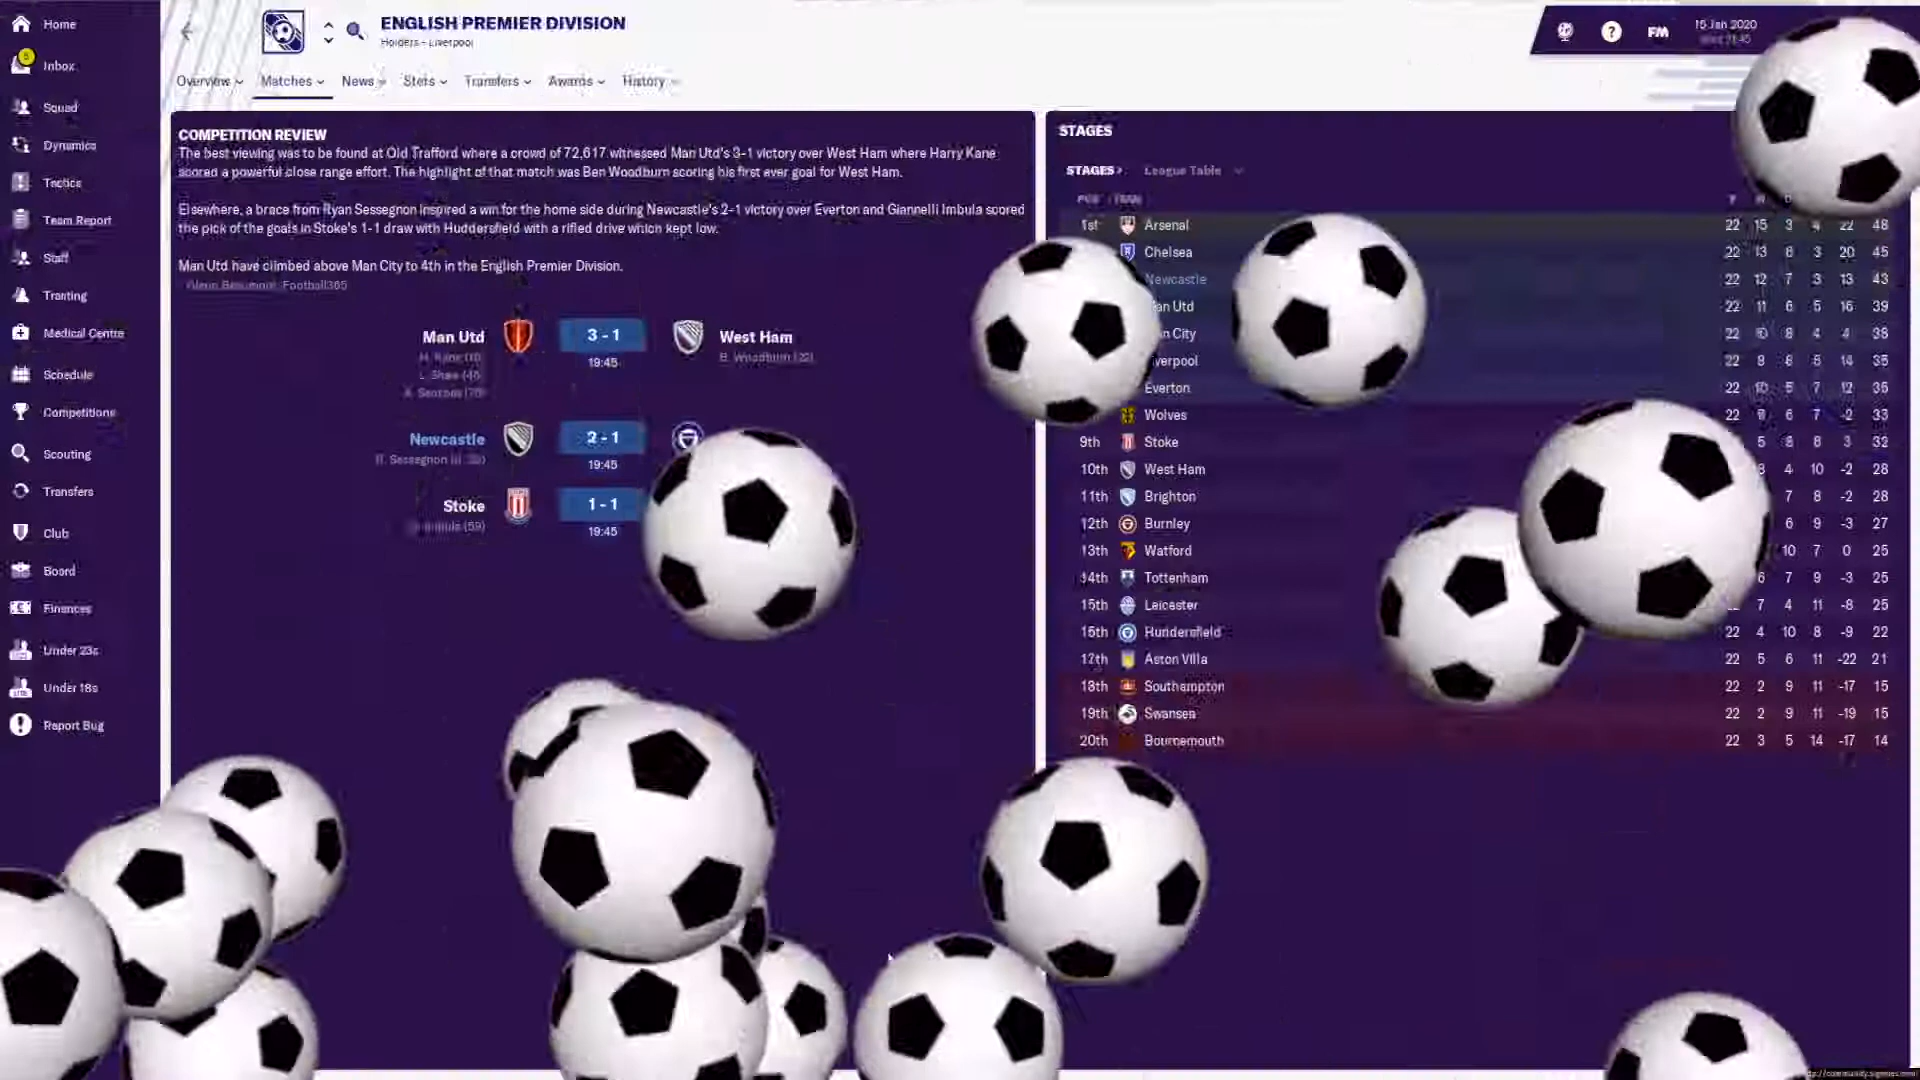 Home
ENGLISH PREMIER DIVISION
Holders - Liverpool
FM
15 Jan 2020
5
Inbox
Overview
Matches
News
Stats
Transfers
Awards
History
Squad
Dynamics
Tactics
Team Report
Staff
Training
Medical Centre
Schedule
Competitions
Scouting
Transfers
Club
Board
Finances
Under 23s
Under 18s
Report Bug
COMPETITION REVIEW
The best viewing was to be found at Old Trafford where a crowd of 72,617 witnessed Man Utd's 3-1 victory over West Ham where Harry Kane
scored a powerful close range effort. The highlight of that match was Ben Woodburn scoring his first ever goal for West Ham.
Elsewhere, a brace from Ryan Sessegnon inspired a win for the home side during Newcastle's 2-1 victory over Everton and Giannelli Imbula scored
the pick of the goals in Stoke's 1-1 draw with Huddersfield with a rifled drive which kept low.
Man Utd have climbed above Man City to 4th in the English Premier Division.
Football365
Man Utd 3 - 1 West Ham
19:45
B. Woodburn (22)
L. Shaw
Newcastle 2 - 1
19:45
Stoke 1 - 1
19:45
STAGES
STAGES League Table
1st Arsenal 22 15 3 4 22 48
Chelsea 22 13 6 3 20 45
Newcastle 22 12 7 3 13 43
Utd 22 11 6 5 16 39
City 22 10 8 4 4 38
22 9 8 5 14 35
Everton 22 10 5 7 12 35
Wolves 22 6 7 -2 33
9th Stoke 5 8 8 3 32
10th West Ham 4 10 -2 28
11th Brighton 7 8 -2 28
12th Burnley 6 9 -3 27
13th Watford 10 7 0 25
14th Tottenham 6 7 9 -3 25
15th Leicester 7 4 11 -8 25
16th Huddersfield 22 4 10 8 -9 22
17th Aston Villa 22 5 6 11 -22 21
18th Southampton 22 2 9 11 -17 15
19th Swansea 22 2 9 11 -19 15
20th Bournemouth 22 3 5 14 -17 14